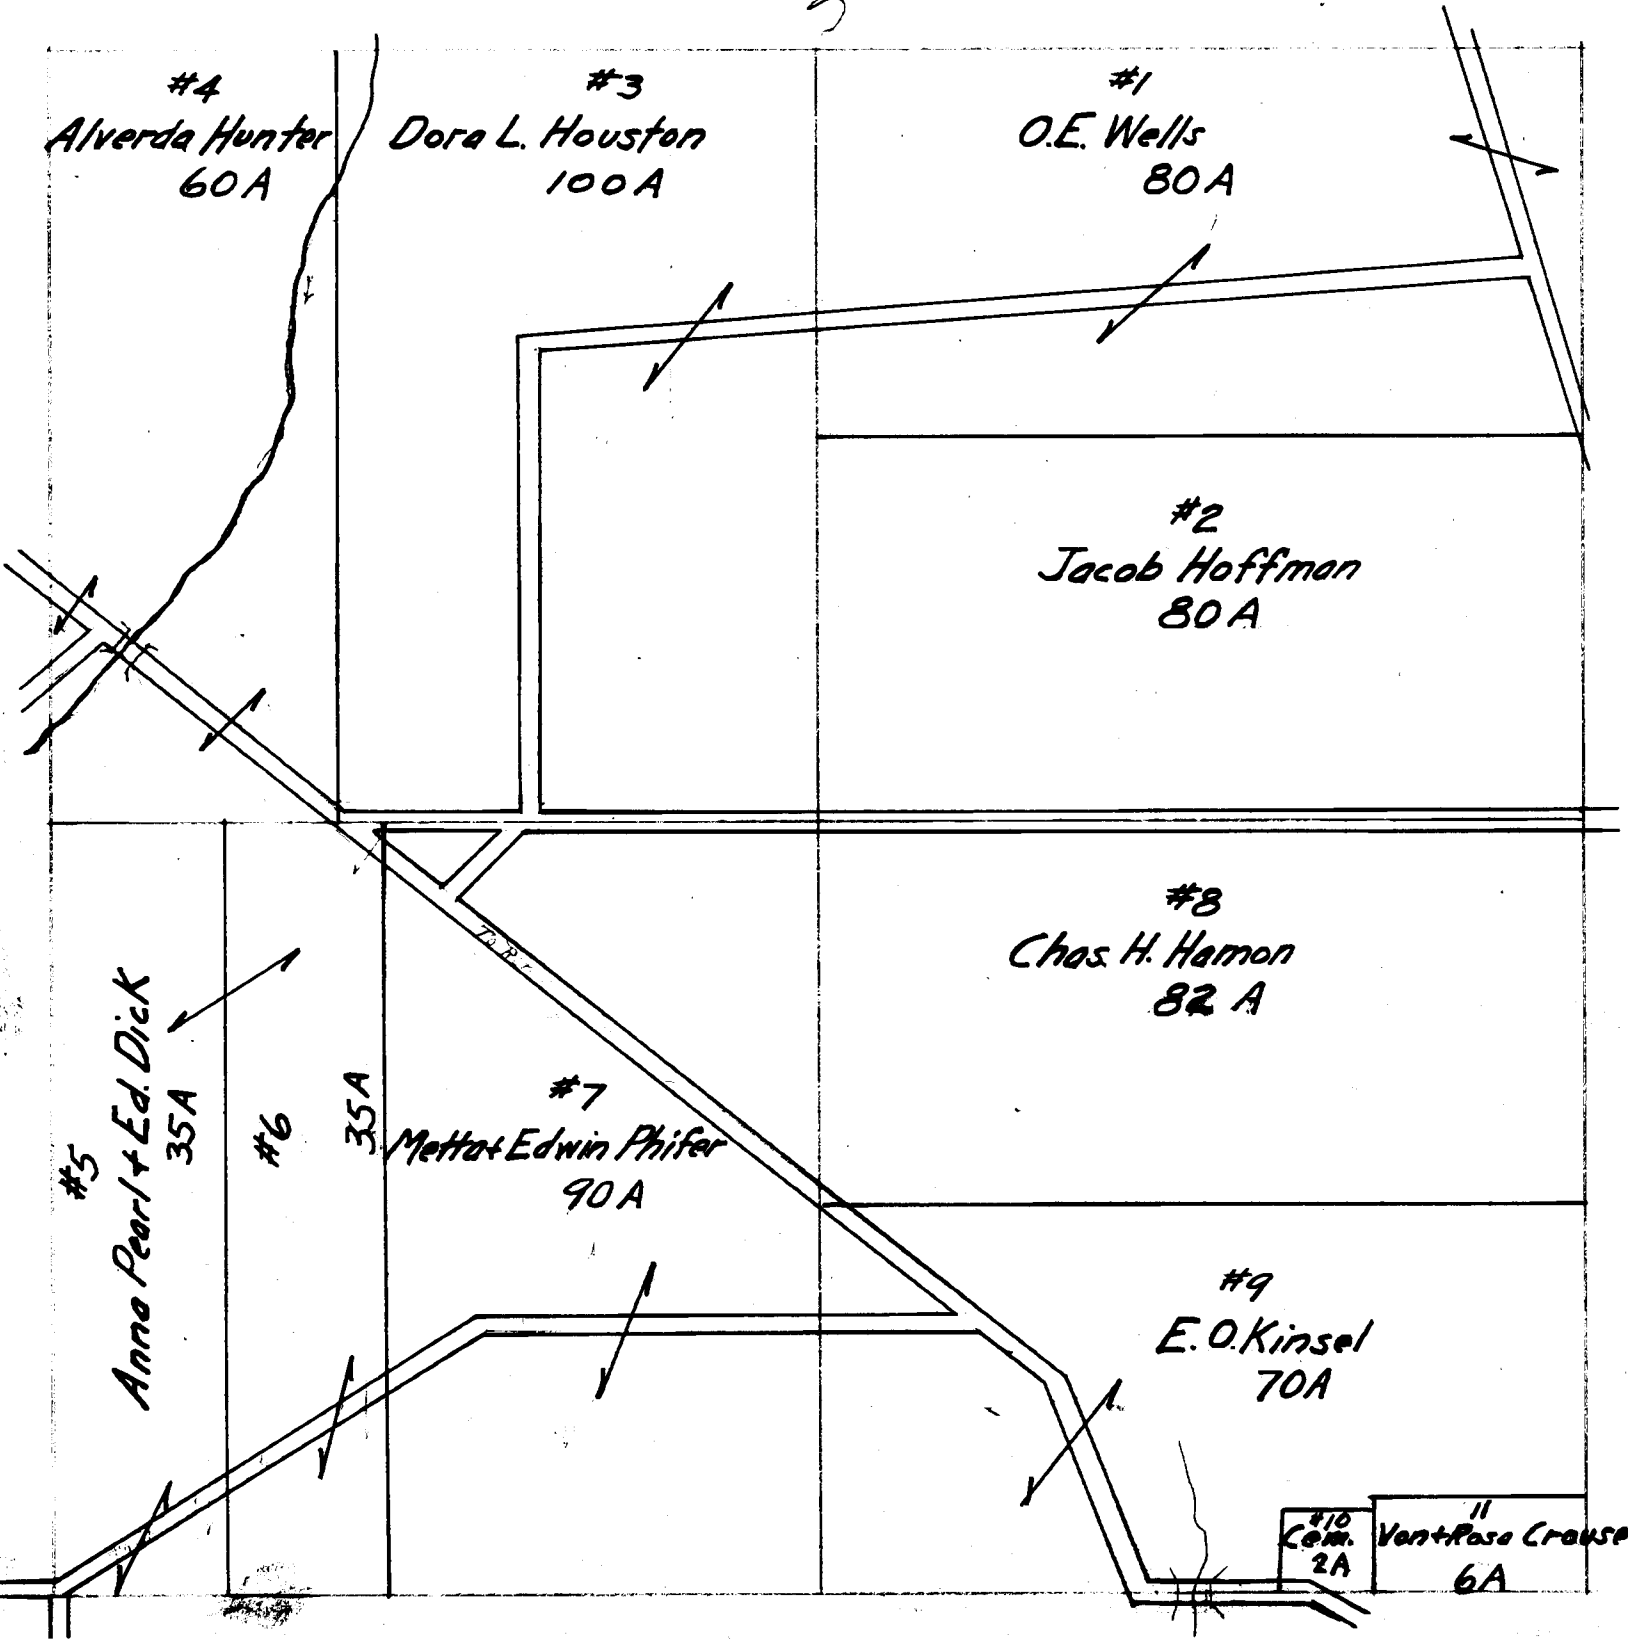 #4
Alverda Hunter
60A
#3
Dora L. Houston
100A
#1
O.E. Wells
80A
#2
Jacob Hoffman
80A
#8
Chas. H. Hamon
82 A
#5
Anna Pearl + Ed. Dick
35A
#6
35A
#7
Metta + Edwin Phifer
90A
#9
E.O. Kinsel
70A
#10
Cem.
2A
11
Van + Rosa Crouse
6A